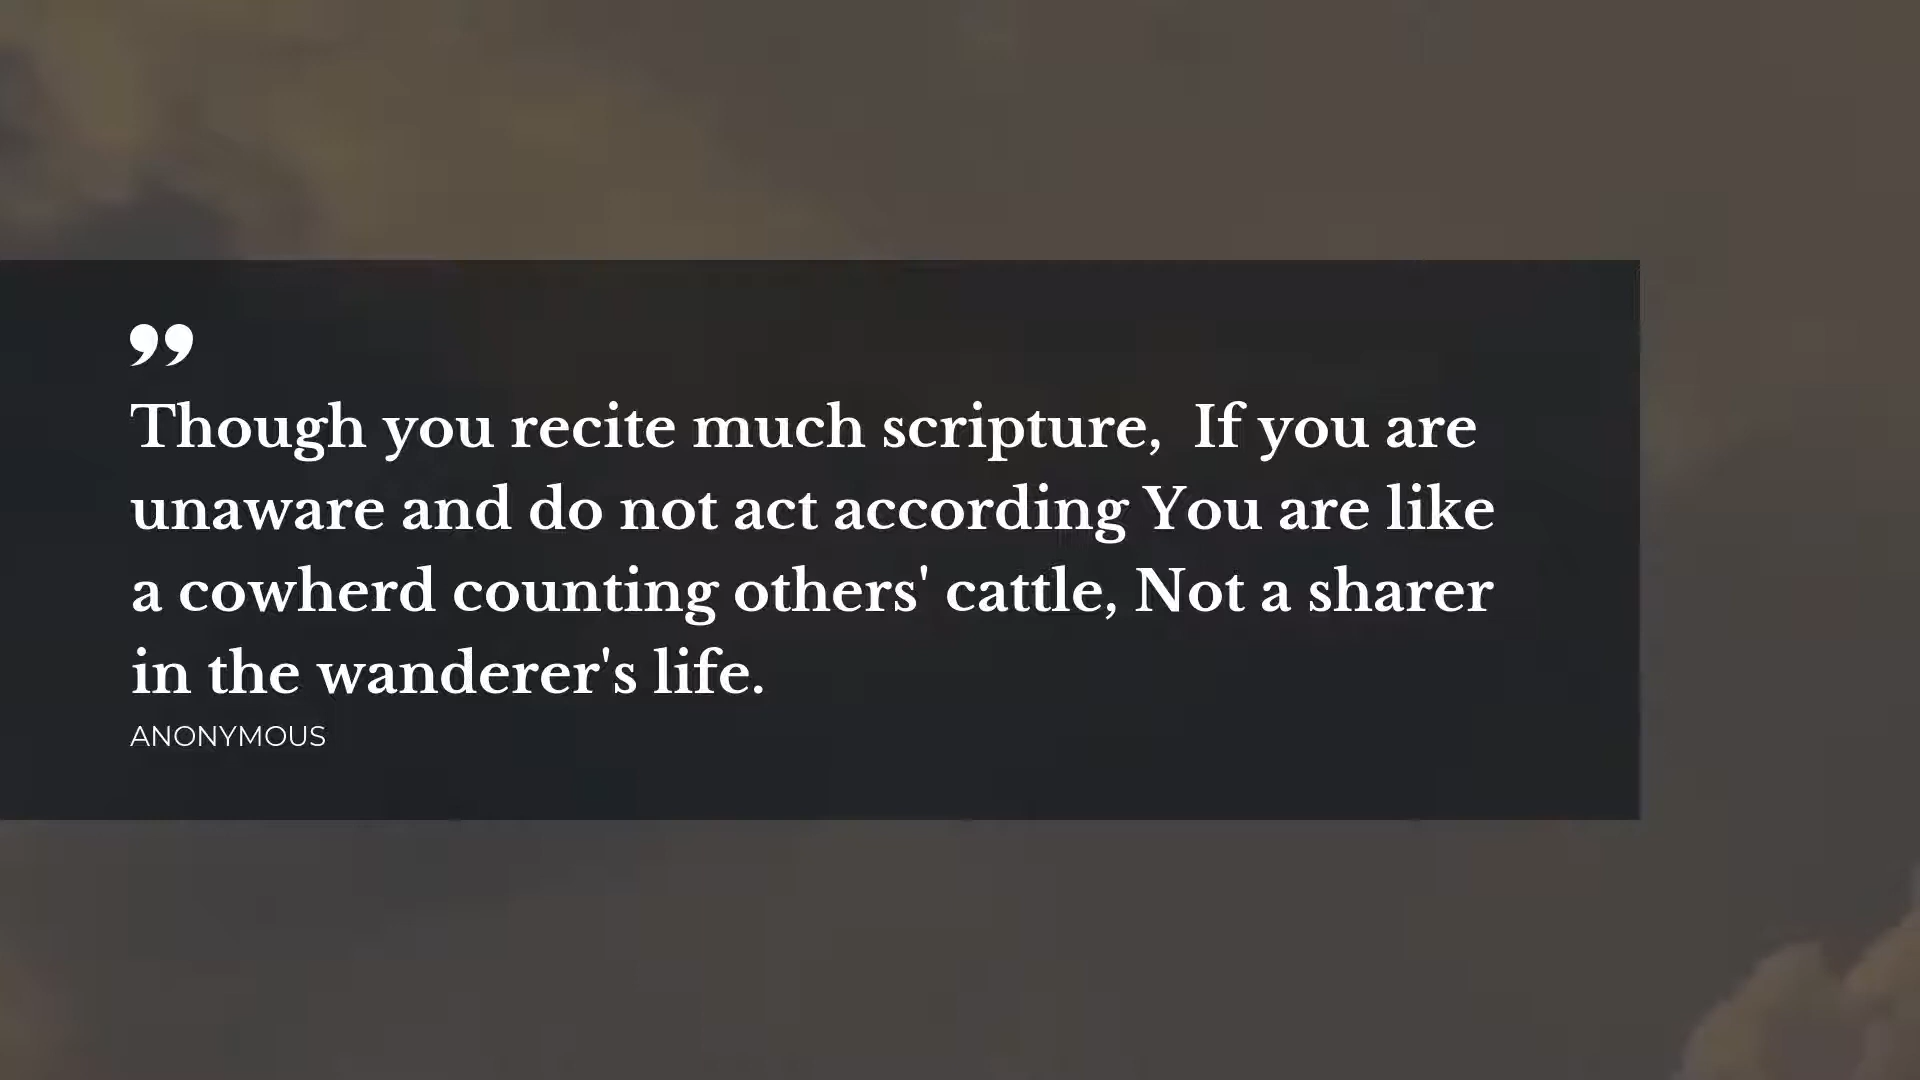 ”
Though you recite much scripture,  If you are
unaware and do not act according You are like
a cowherd counting others' cattle, Not a sharer
in the wanderer's life.
ANONYMOUS